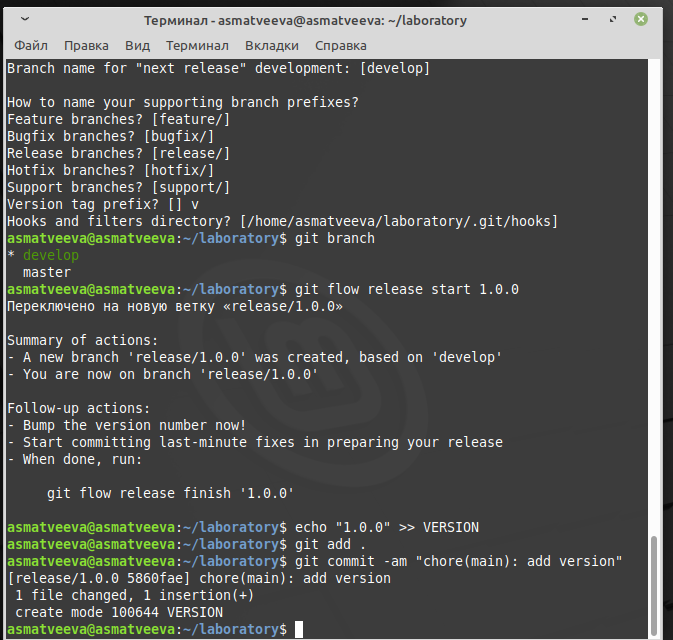 Терминал - asmatveeva@asmatveeva: ~/laboratory
Файл Правка Вид Терминал Вкладки Справка
Branch name for "next release" development: [develop]
How to name your supporting branch prefixes?
Feature branches? [feature/]
Bugfix branches? [bugfix/]
Release branches? [release/]
Hotfix branches? [hotfix/]
Support branches? [support/]
Version tag prefix? [] v
Hooks and filters directory? [/home/asmatveeva/laboratory/.git/hooks]
asmatveeva@asmatveeva:~/laboratory$ git branch
* develop
  master
asmatveeva@asmatveeva:~/laboratory$ git flow release start 1.0.0
Переключено на новую ветку «release/1.0.0»
Summary of actions:
- A new branch 'release/1.0.0' was created, based on 'develop'
- You are now on branch 'release/1.0.0'
Follow-up actions:
- Bump the version number now!
- Start committing last-minute fixes in preparing your release
- When done, run:
     git flow release finish '1.0.0'
asmatveeva@asmatveeva:~/laboratory$ echo "1.0.0" >> VERSION
asmatveeva@asmatveeva:~/laboratory$ git add .
asmatveeva@asmatveeva:~/laboratory$ git commit -am "chore(main): add version"
[release/1.0.0 5860fae] chore(main): add version
 1 file changed, 1 insertion(+)
 create mode 100644 VERSION
asmatveeva@asmatveeva:~/laboratory$